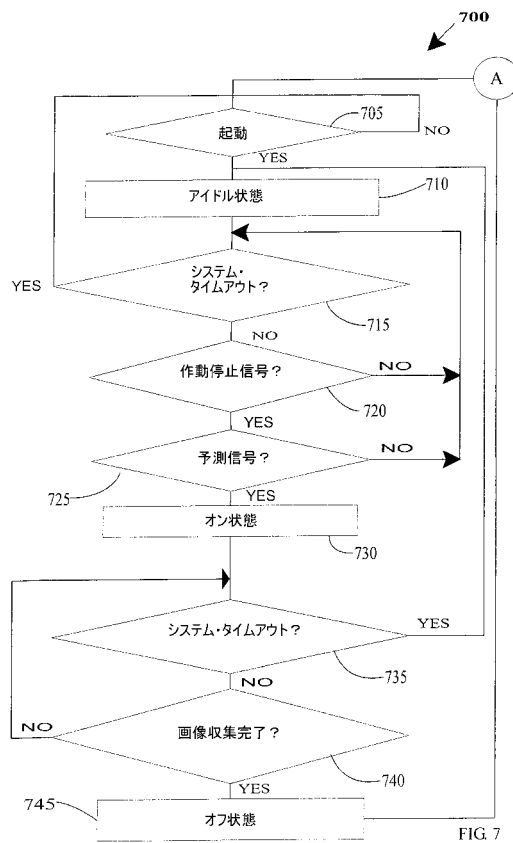 700
A
705
起動
NO
YES
アイドル状態
710
システム・
タイムアウト?
YES
715
NO
作動停止信号?
NO
720
YES
予測信号?
NO
725
YES
オン状態
730
システム・タイムアウト?
YES
735
NO
NO
画像収集完了?
740
YES
745
オフ状態
FIG. 7